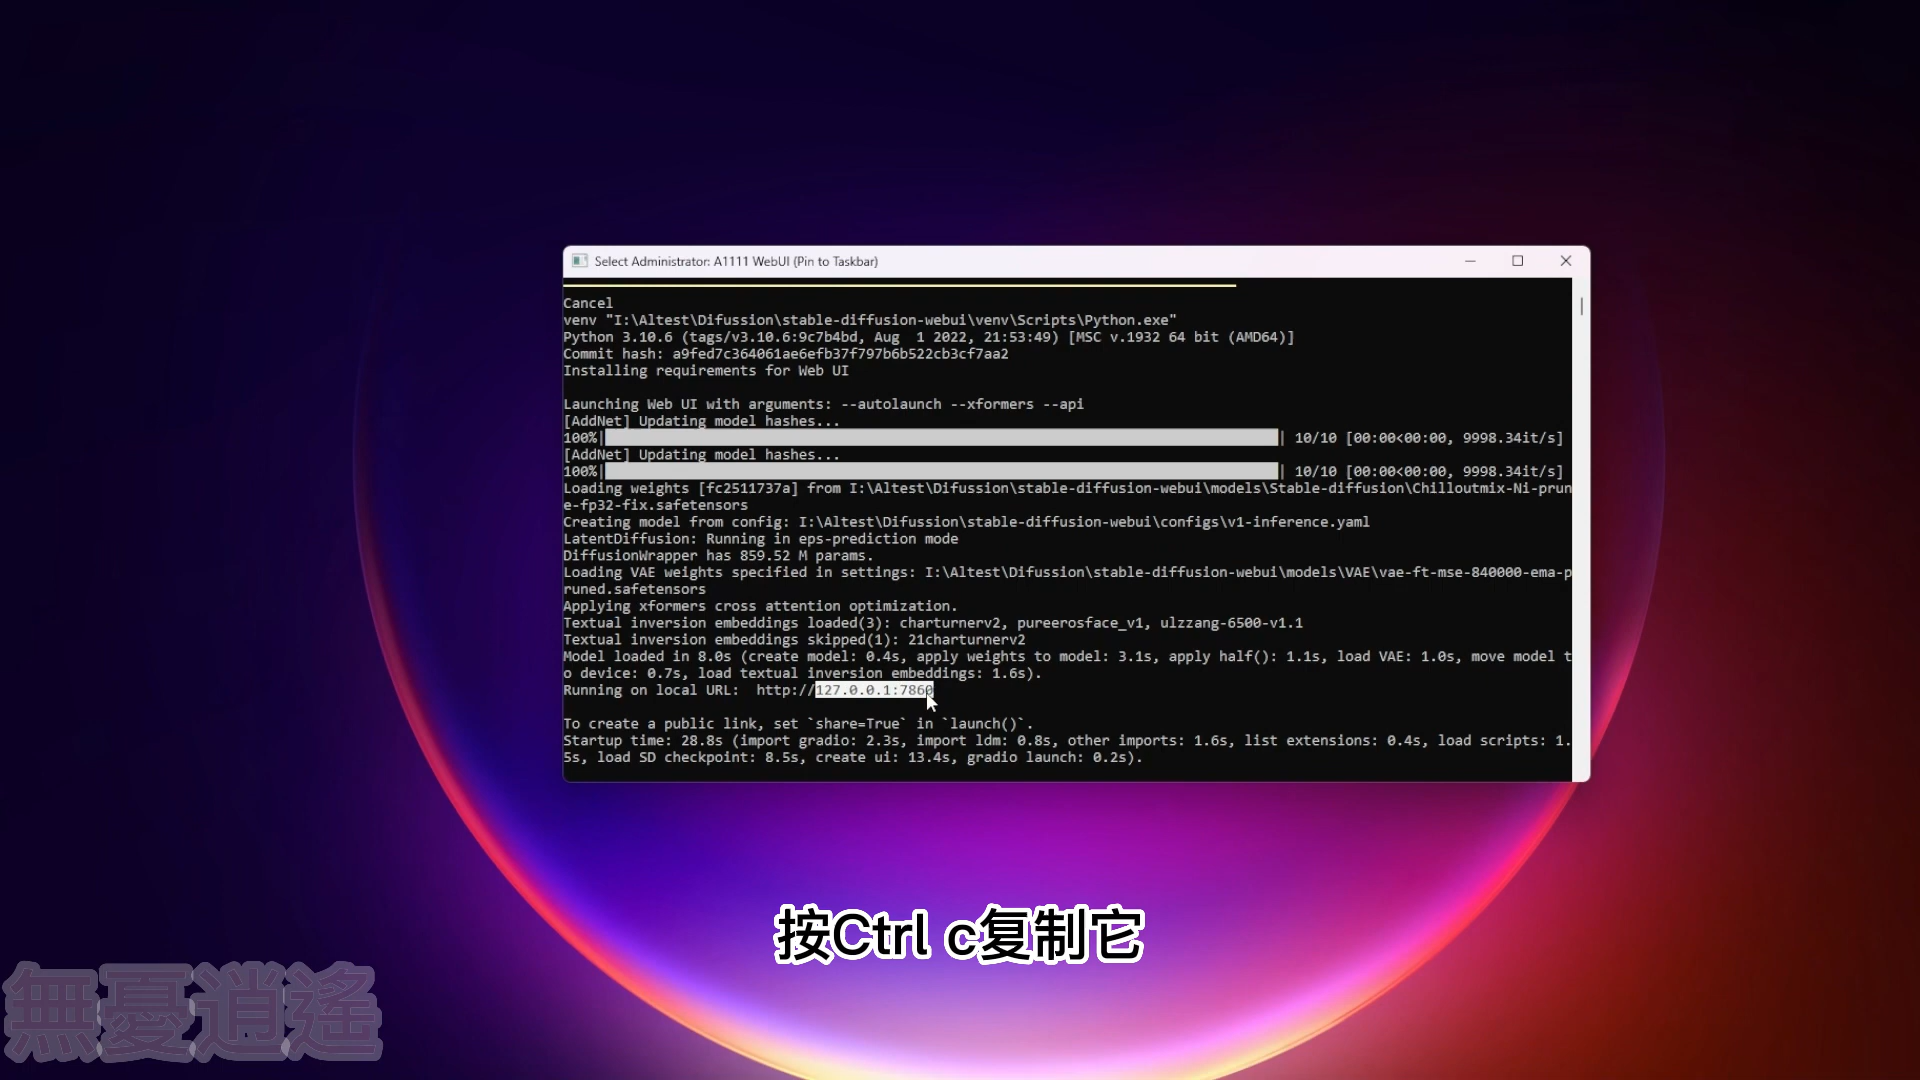 Select Administrator: A1111 WebUI (Pin to Taskbar)
Cancel
venv "I:\Altest\Difussion\stable-diffusion-webui\venv\Scripts\Python.exe"
Python 3.10.6 (tags/v3.10.6:9c7b4bd, Aug  1 2022, 21:53:49) [MSC v.1932 64 bit (AMD64)]
Commit hash: a9fed7c364061ae6efb37f797b6b522cb3cf7aa2
Installing requirements for Web UI
Launching Web UI with arguments: --autolaunch --xformers --api
[AddNet] Updating model hashes...
100%| | 10/10 [00:00<00:00, 9998.34it/s]
[AddNet] Updating model hashes...
100%| | 10/10 [00:00<00:00, 9998.34it/s]
Loading weights [fc2511737a] from I:\Altest\Difussion\stable-diffusion-webui\models\Stable-diffusion\Chilloutmix-Ni-prun
e-fp32-fix.safetensors
Creating model from config: I:\Altest\Difussion\stable-diffusion-webui\configs\v1-inference.yaml
LatentDiffusion: Running in eps-prediction mode
DiffusionWrapper has 859.52 M params.
Loading VAE weights specified in settings: I:\Altest\Difussion\stable-diffusion-webui\models\VAE\vae-ft-mse-840000-ema-p
runed.safetensors
Applying xformers cross attention optimization.
Textual inversion embeddings loaded(3): charturnerv2, pureerosface_v1, ulzzang-6500-v1.1
Textual inversion embeddings skipped(1): 21charturnerv2
Model loaded in 8.0s (create model: 0.4s, apply weights to model: 3.1s, apply half(): 1.1s, load VAE: 1.0s, move model t
o device: 0.7s, load textual inversion embeddings: 1.6s).
Running on local URL:  http://127.0.0.1:7860
To create a public link, set `share=True` in `launch()`.
Startup time: 28.8s (import gradio: 2.3s, import ldm: 0.8s, other imports: 1.6s, list extensions: 0.4s, load scripts: 1.
5s, load SD checkpoint: 8.5s, create ui: 13.4s, gradio launch: 0.2s).
按Ctrl c复制它
無憂逍遙